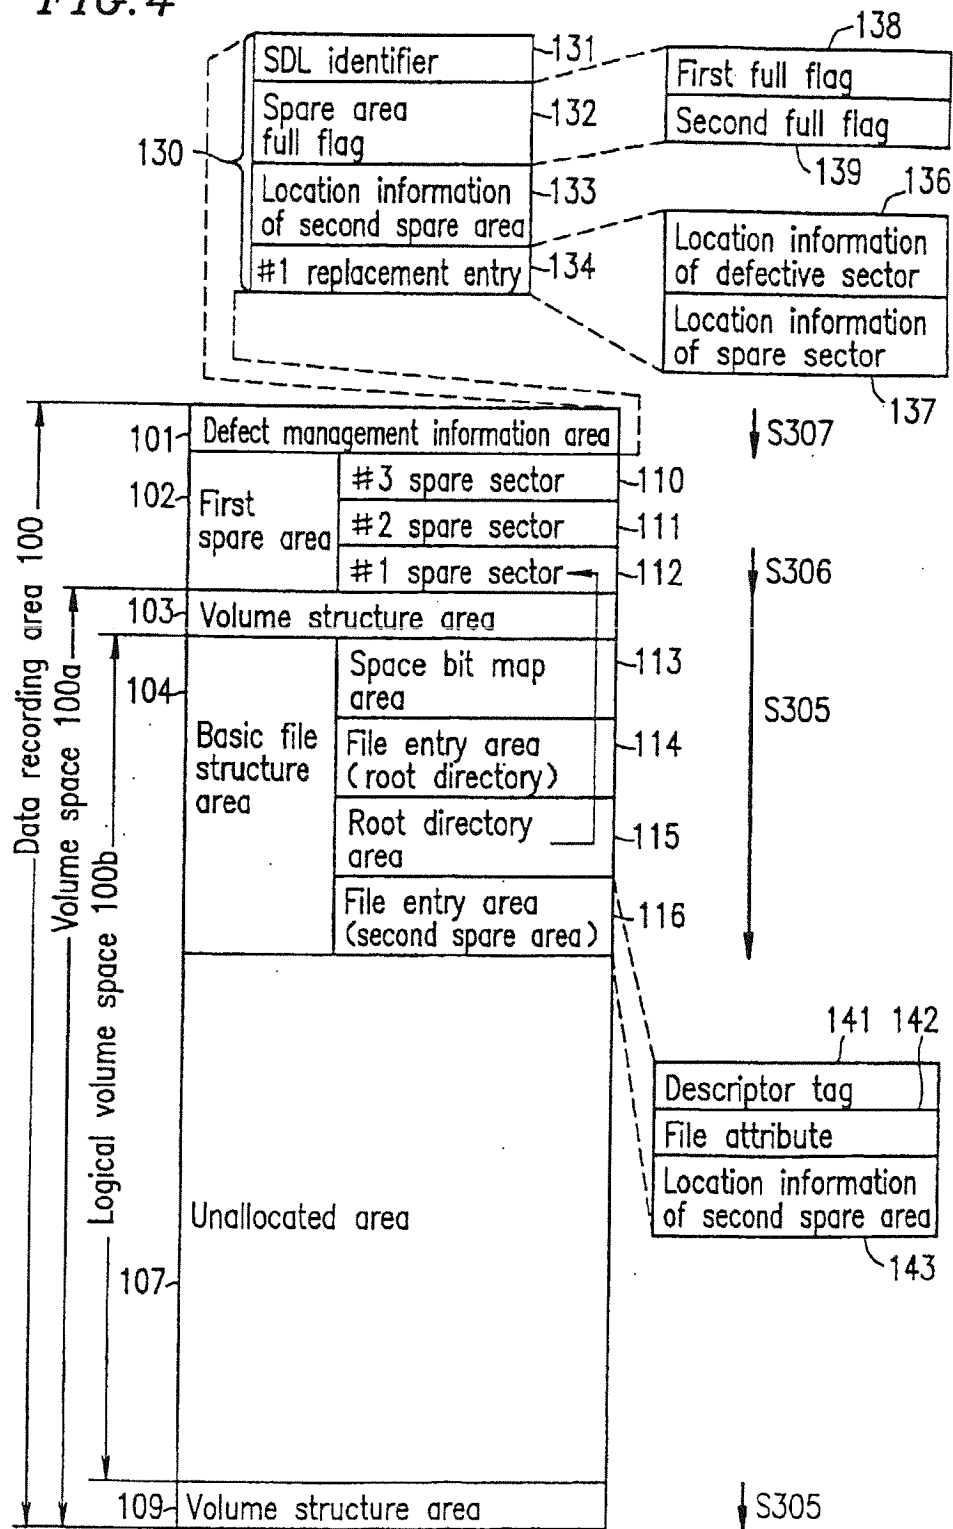 FIG. 4
SDL identifier
131
Spare area
full flag
132
Location information
of second spare area
133
#1 replacement entry
134
130
138
First full flag
Second full flag
139
136
Location information
of defective sector
Location information
of spare sector
137
101
Defect management information area
S307
102
First
spare area
#3 spare sector
110
#2 spare sector
111
#1 spare sector
112
S306
103
Volume structure area
104
Basic file
structure
area
Space bit map
area
113
S305
File entry area
(root directory)
114
Root directory
area
115
File entry area
(second spare area)
116
Data recording area 100
Volume space 100a
Logical volume space 100b
141
142
Descriptor tag
File attribute
Location information
of second spare area
143
Unallocated area
107
109
Volume structure area
S305